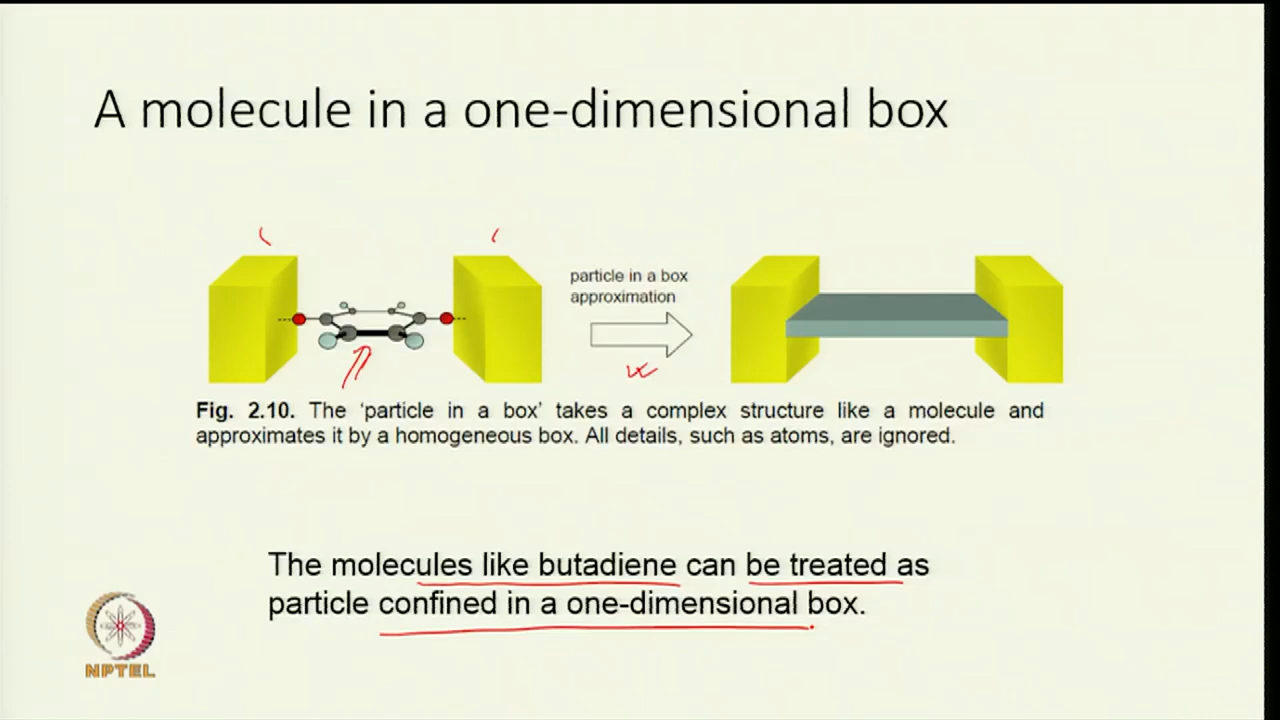 A molecule in a one-dimensional box
particle in a box
approximation
Fig. 2.10. The 'particle in a box' takes a complex structure like a molecule and
approximates it by a homogeneous box. All details, such as atoms, are ignored.
The molecules like butadiene can be treated as
particle confined in a one-dimensional box.
NPTEL